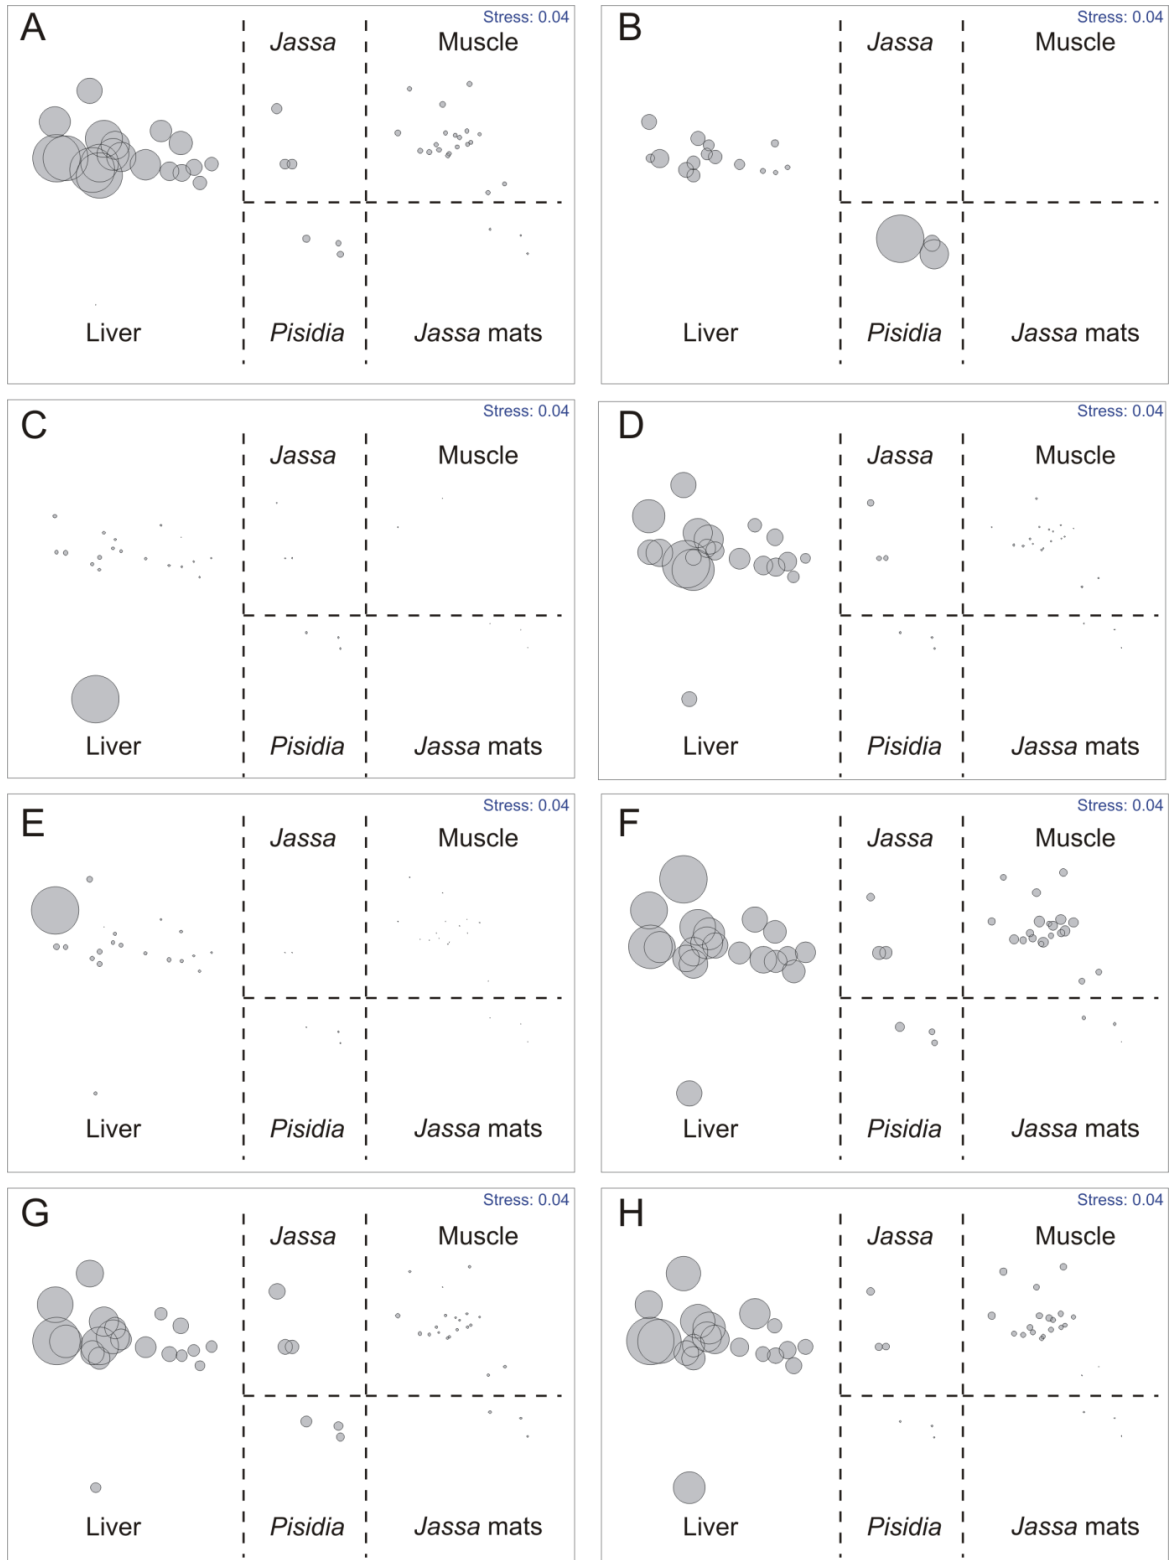 A
Stress: 0.04
Jassa
Muscle
Liver
Pisidia
Jassa mats
B
Stress: 0.04
Jassa
Muscle
Liver
Pisidia
Jassa mats
C
Stress: 0.04
Jassa
Muscle
Liver
Pisidia
Jassa mats
D
Stress: 0.04
Jassa
Muscle
Liver
Pisidia
Jassa mats
E
Stress: 0.04
Jassa
Muscle
Liver
Pisidia
Jassa mats
F
Stress: 0.04
Jassa
Muscle
Liver
Pisidia
Jassa mats
G
Stress: 0.04
Jassa
Muscle
Liver
Pisidia
Jassa mats
H
Stress: 0.04
Jassa
Muscle
Liver
Pisidia
Jassa mats